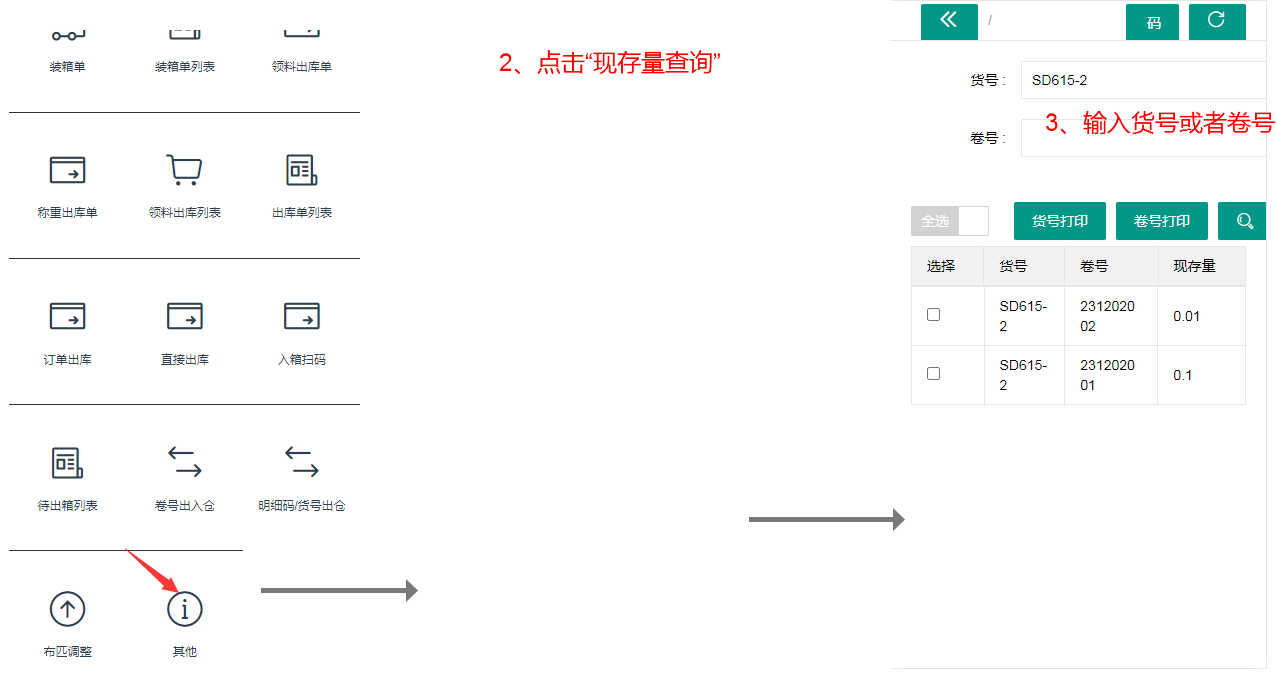 装箱单
装箱单列表
领料出库单
称重出库单
领料出库列表
出库单列表
订单出库
直接出库
入箱扫码
待出箱列表
卷号出入仓
明细码/货号出仓
布匹调整
其他
2、点击“现存量查询”
/
码
货号：
SD615-2
3、输入货号或者卷号
卷号：
全选
货号打印
卷号打印
选择 货号 卷号 现存量
SD615-
2
2312020
02
0.01
SD615-
2
2312020
01
0.1